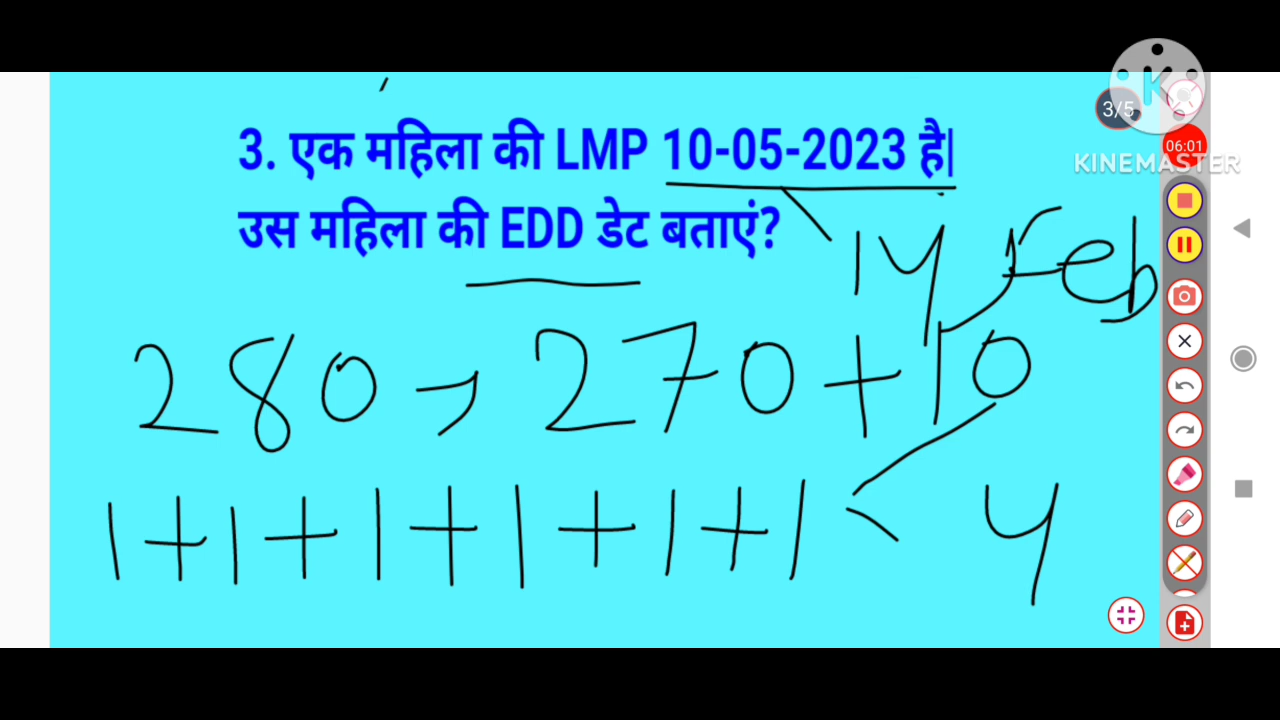 3/5
KINEMASTER
06:01
3. एक महिला की LMP 10-05-2023 है|
उस महिला की EDD डेट बताएं?
14 Feb
280 → 270 + 10
1+1+1+1+1+1 < 4